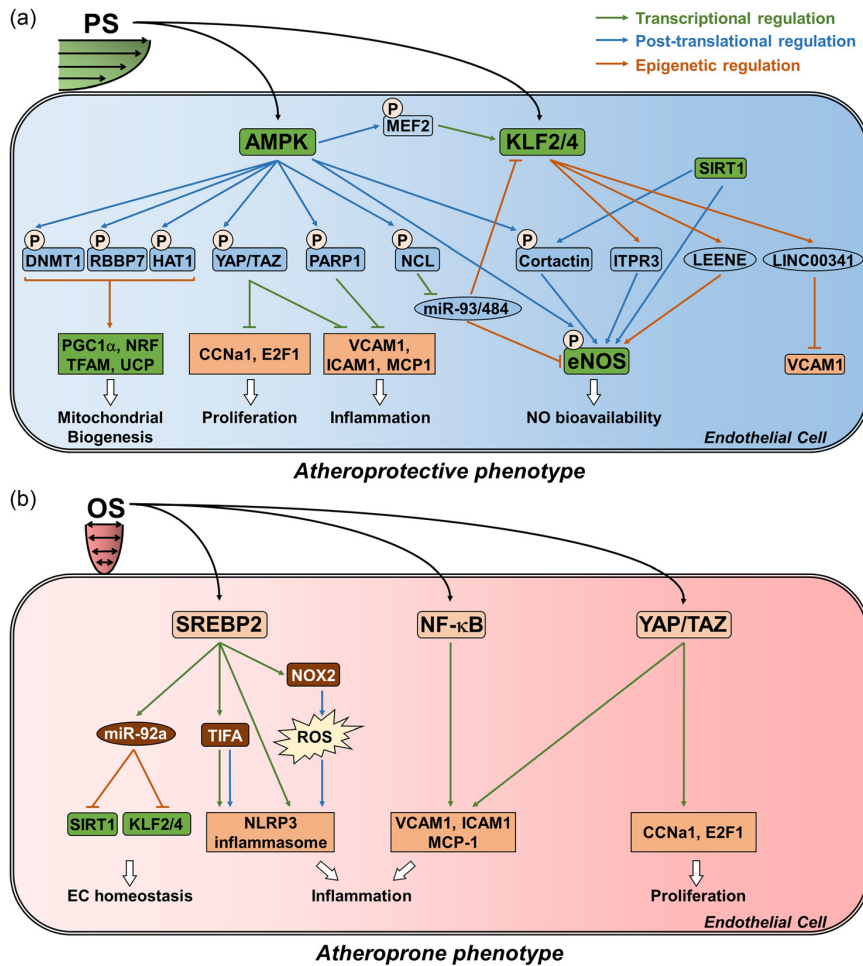 (a)
PS
Transcriptional regulation
Post-translational regulation
Epigenetic regulation
P
MEF2
AMPK
KLF2/4
SIRT1
P
P
P
P
P
P
P
DNMT1
RBBP7
HAT1
YAP/TAZ
PARP1
NCL
Cortactin
ITPR3
LEENE
LINC00341
miR-93/484
PGC1α, NRF
TFAM, UCP
CCNa1, E2F1
VCAM1,
ICAM1, MCP1
P
eNOS
VCAM1
Mitochondrial
Biogenesis
Proliferation
Inflammation
NO bioavailability
Endothelial Cell
Atheroprotective phenotype
(b)
OS
SREBP2
NF-κB
YAP/TAZ
NOX2
miR-92a
TIFA
ROS
SIRT1
KLF2/4
NLRP3
inflammasome
VCAM1, ICAM1
MCP-1
CCNa1, E2F1
EC homeostasis
Inflammation
Proliferation
Endothelial Cell
Atheroprone phenotype